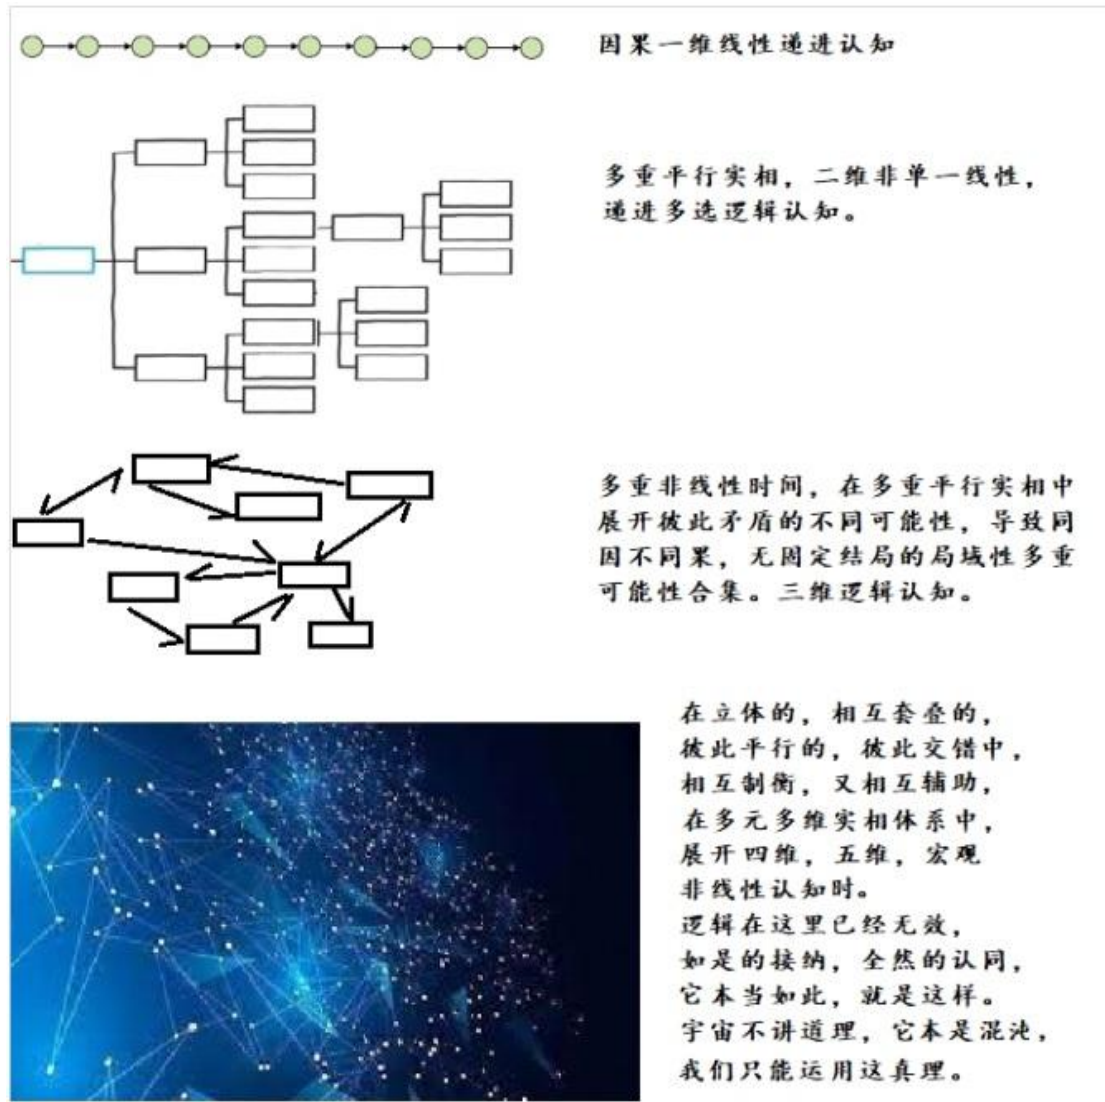 因果一维线性递进认知
多重平行实相，二维非单一线性，
递进多选逻辑认知。
多重非线性时间，在多重平行实相中
展开彼此矛盾的不同可能性，导致同
因不同果，无固定结局的局域性多重
可能性合集。三维逻辑认知。
在立体的，相互套叠的，
彼此平行的，彼此交错中，
相互制衡，又相互辅助，
在多元多维实相体系中，
展开四维，五维，宏观
非线性认知时。
逻辑在这里已经无效，
如是的接纳，全然的认同，
它本当如此，就是这样。
宇宙不讲道理，它本是混沌，
我们只能运用这真理。